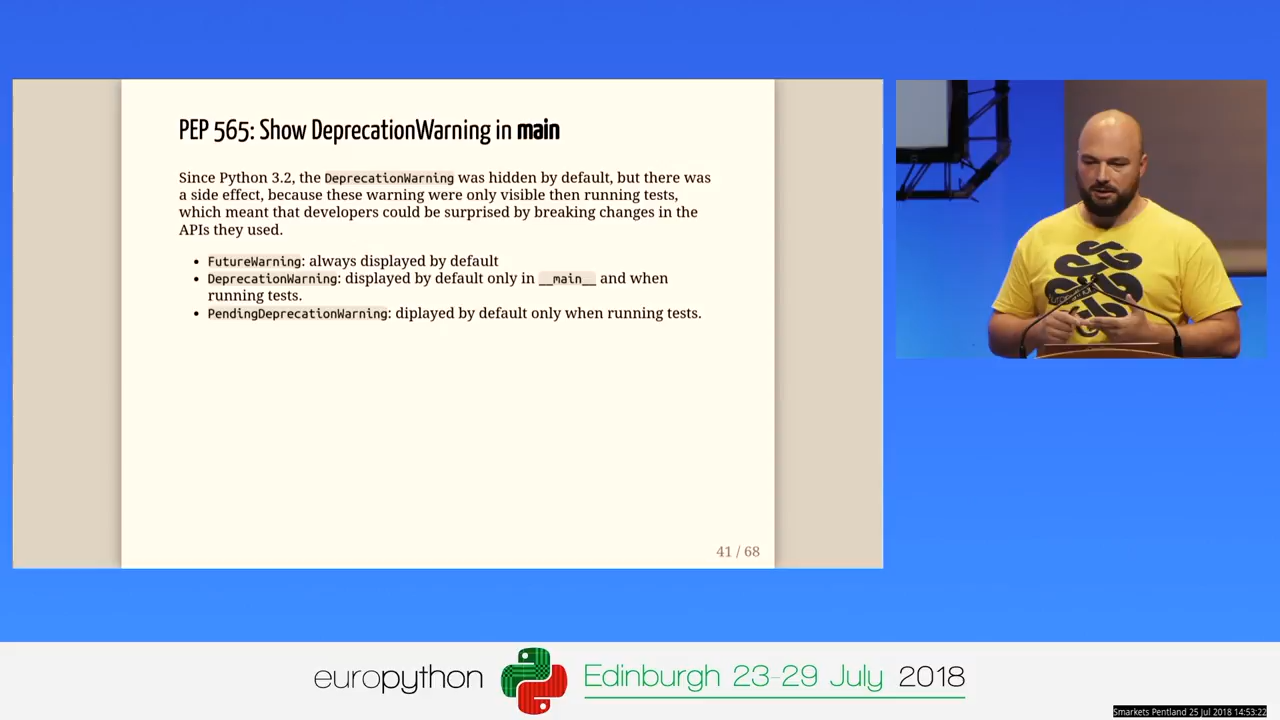 PEP 565: Show DeprecationWarning in main
Since Python 3.2, the DeprecationWarning was hidden by default, but there was
a side effect, because these warning were only visible then running tests,
which meant that developers could be surprised by breaking changes in the
APIs they used.
• FutureWarning: always displayed by default
• DeprecationWarning: displayed by default only in __main__ and when
running tests.
• PendingDeprecationWarning: diplayed by default only when running tests.
41 / 68
europython
Edinburgh 23-29 July 2018
Smarkets Pentland 25 Jul 2018 14:53:22